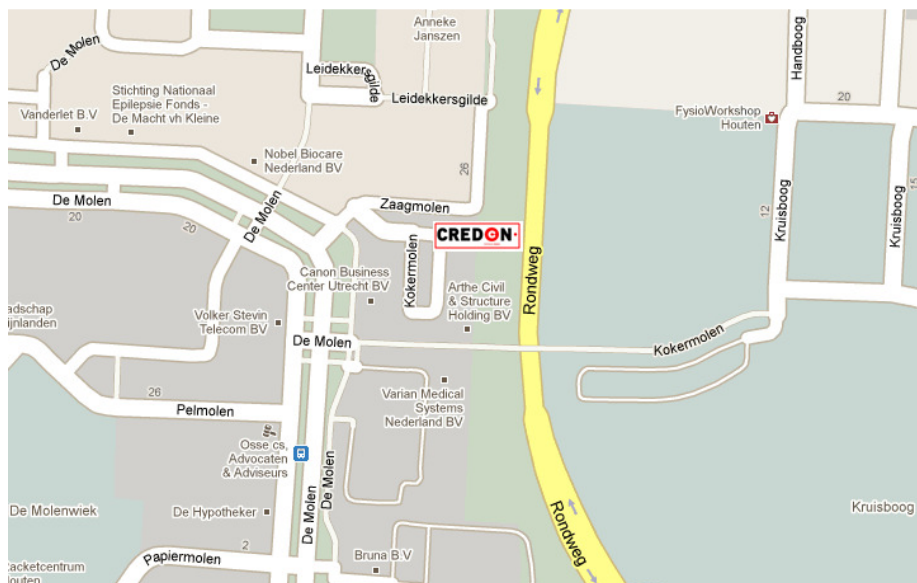 Anneke
Janszen
De Molen
Leidekkersgilde
Leidekkersgilde
Handboog
Stichting Nationaal
Epilepsie Fonds -
De Macht vh Kleine
Vanderlet B.V
FysioWorkshop
Houten
20
Nobel Biocare
Nederland BV
26
15
De Molen
20
20
De Molen
Zaagmolen
12
Kruisboog
Kruisboog
CREDON
Kokermolen
Canon Business
Center Utrecht BV
Arthe Civil
& Structure
Holding BV
Rondweg
adschap
ijnlanden
Volker Stevin
Telecom BV
De Molen
Kokermolen
26
Pelmolen
Varian Medical
Systems
Nederland BV
Osse cs,
Advocaten
& Adviseurs
De Molen
De Molen
De Molenwiek
De Hypotheker
Rondweg
Kruisboog
2
Papiermolen
Bruna B.V
acketcentrum
outen